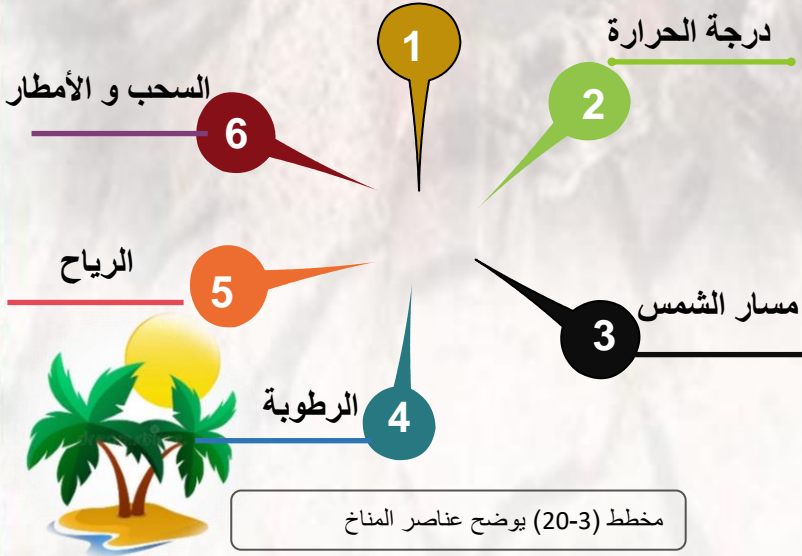 1
درجة الحرارة
2
السحب و الأمطار
6
الرياح
5
مسار الشمس
3
الرطوبة
4
مخطط (3-20) يوضح عناصر المناخ